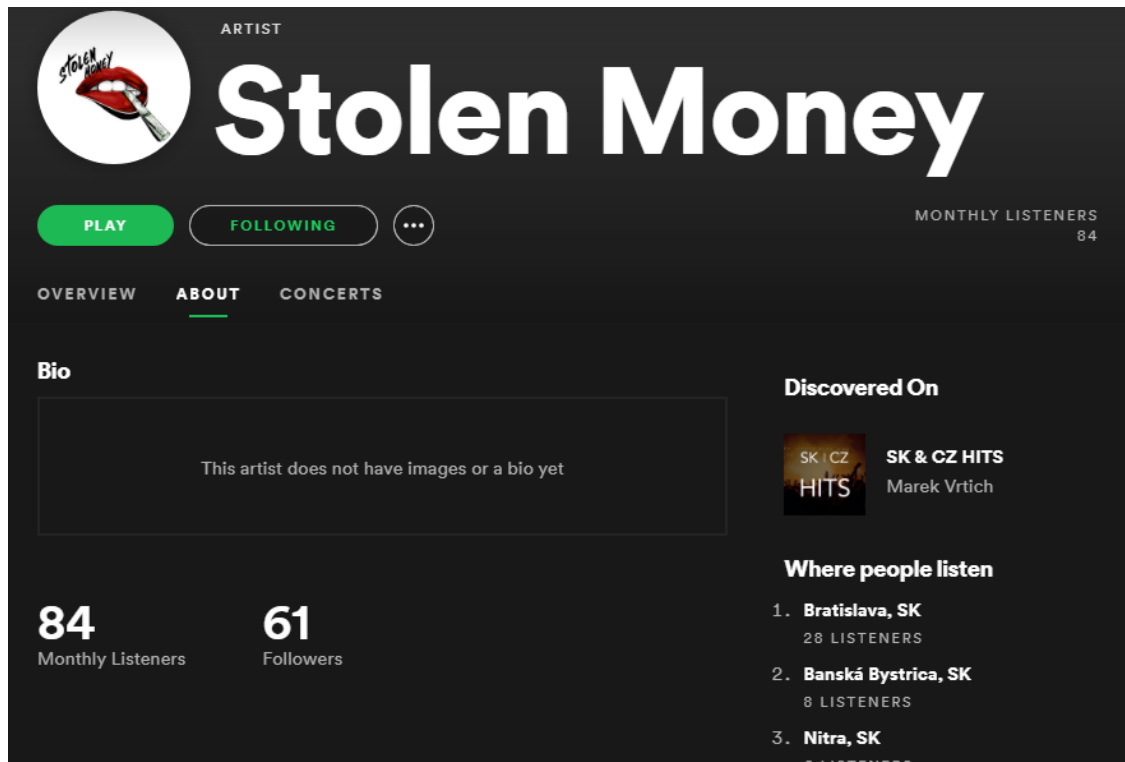 STOLEN
MONEY
ARTIST
Stolen Money
PLAY
FOLLOWING
MONTHLY LISTENERS
84
OVERVIEW
ABOUT
CONCERTS
Bio
This artist does not have images or a bio yet
84
Monthly Listeners
61
Followers
Discovered On
SK CZ
HITS
SK & CZ HITS
Marek Vrtich
Where people listen
1. Bratislava, SK
28 LISTENERS
2. Banská Bystrica, SK
8 LISTENERS
3. Nitra, SK
LISTENERS